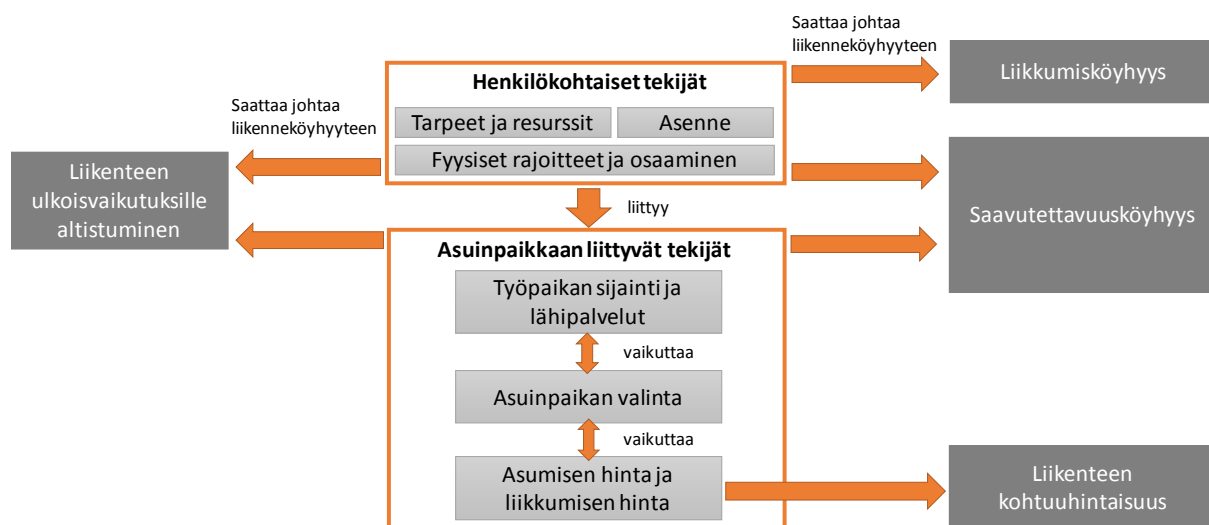 Saattaa johtaa
liikenneköyhyyteen
Liikkumisköyhyys
Henkilökohtaiset tekijät
Tarpeet ja resurssit
Asenne
Fyysiset rajoitteet ja osaaminen
Saattaa johtaa
liikenneköyhyyteen
Liikenteen
ulkoisvaikutuksille
altistuminen
Saavutettavuusköyhyys
liittyy
Asuinpaikkaan liittyvät tekijät
Työpaikan sijainti ja
lähipalvelut
vaikuttaa
Asuinpaikan valinta
vaikuttaa
Asumisen hinta ja
liikkumisen hinta
Liikenteen
kohtuuhintaisuus